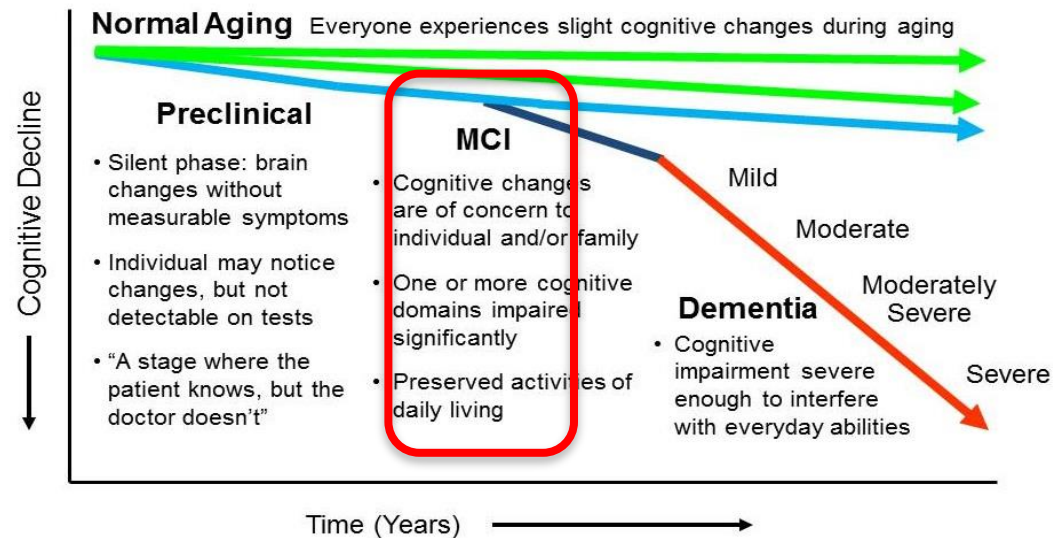 Normal Aging Everyone experiences slight cognitive changes during aging
Cognitive Decline
Preclinical
• Silent phase: brain
changes without
measurable symptoms
• Individual may notice
changes, but not
detectable on tests
• “A stage where the
patient knows, but the
doctor doesn’t”
MCI
• Cognitive changes
are of concern to
individual and/or family
• One or more cognitive
domains impaired
significantly
• Preserved activities of
daily living
Dementia
• Cognitive
impairment severe
enough to interfere
with everyday abilities
Mild
Moderate
Moderately
Severe
Severe
Time (Years)